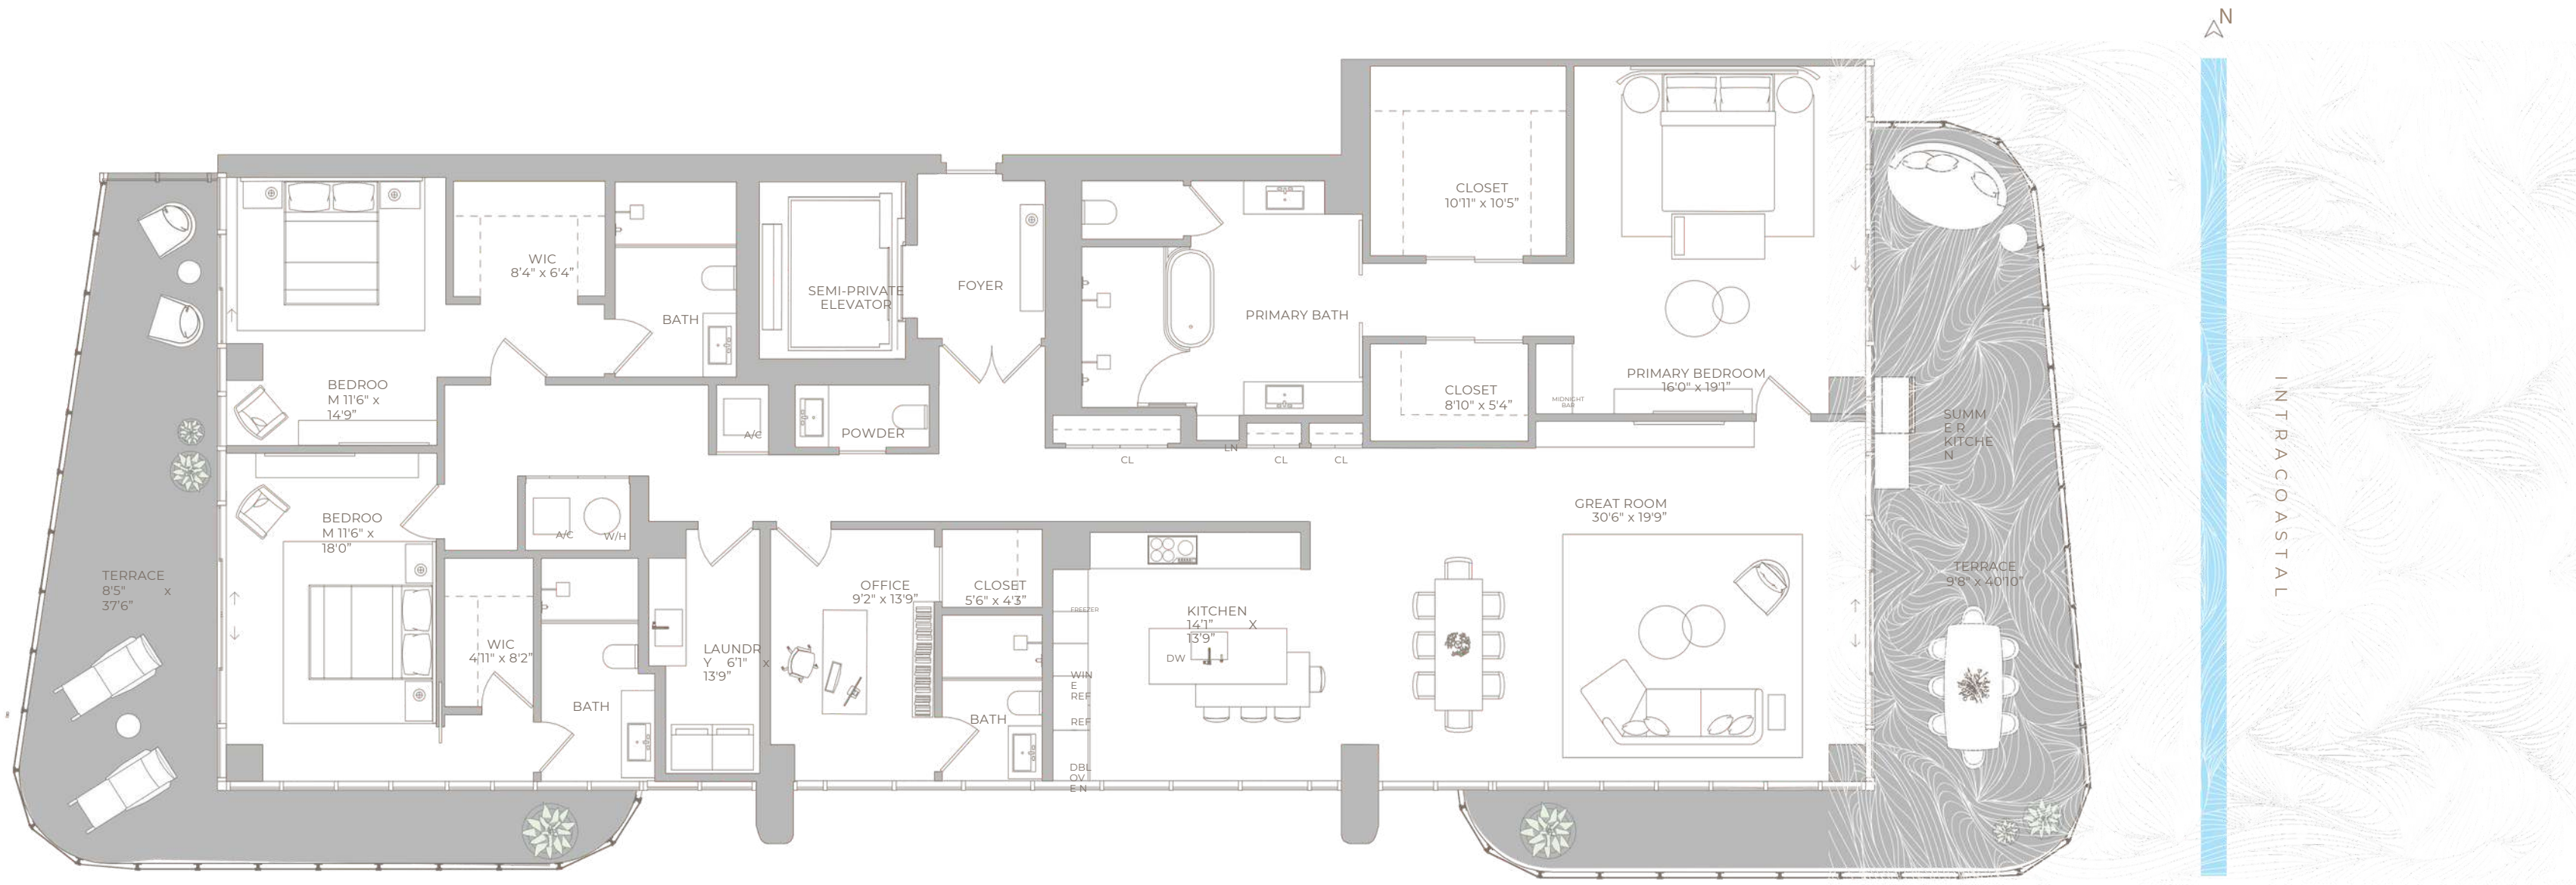 N
CLOSET
10'11" x 10'5"
WIC
8'4" x 6'4"
SEMI-PRIVATE
ELEVATOR
FOYER
BATH
PRIMARY BATH
BEDROO
M 11'6" x
14'9"
PRIMARY BEDROOM
16'0" x 19'1"
CLOSET
8'10" x 5'4"
MIDNIGHT
BAR
SUMM
E R
KITCHE
N
A/C
POWDER
LN
CL
CL
CL
INTRACOASTAL
BEDROO
M 11'6" x
18'0"
A/C
W/H
GREAT ROOM
30'6" x 19'9"
TERRACE
8'5" x
37'6"
OFFICE
9'2" x 13'9"
CLOSET
5'6" x 4'3"
TERRACE
9'8" x 40'10"
FREEZER
KITCHEN
14'1" X
13'9"
DW
WIC
4'11" x 8'2"
LAUNDR
Y 6'1" x
13'9"
WIN
E
REF
REF
BATH
BATH
DBL
OV
E N